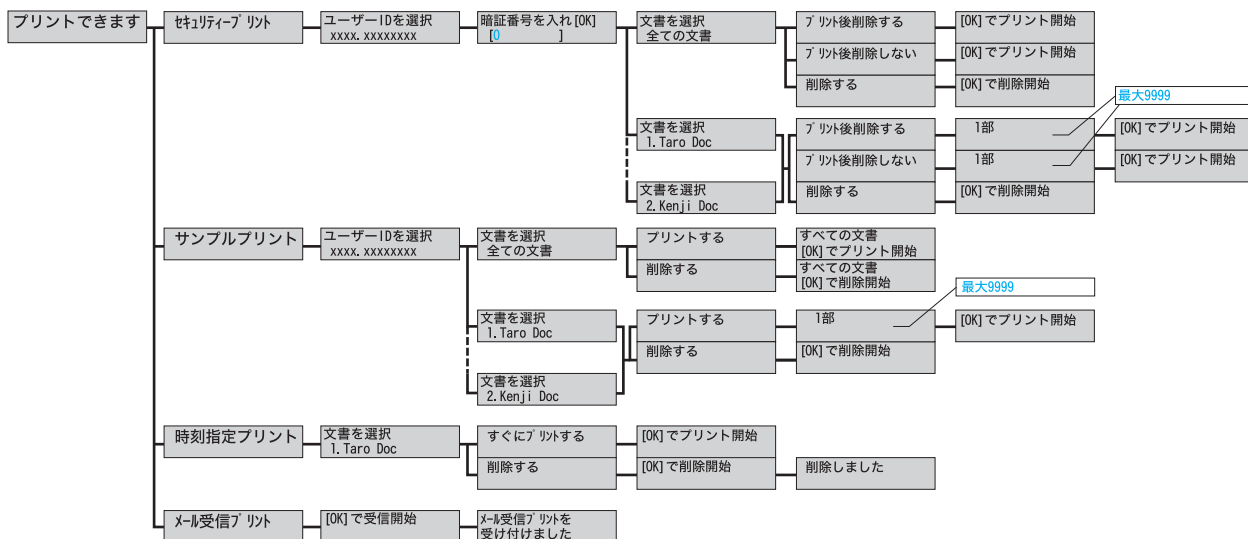 プリントできます
セキュリティープリント
ユーザーIDを選択
xxxx.xxxxxxxx
暗証番号を入れ[OK]
[0 ]
文書を選択
全ての文書
プリント後削除する
[OK]でプリント開始
プリント後削除しない
[OK]でプリント開始
削除する
[OK]で削除開始
最大9999
文書を選択
1.Taro Doc
プリント後削除する
1部
[OK]でプリント開始
プリント後削除しない
1部
[OK]でプリント開始
文書を選択
2.Kenji Doc
削除する
[OK]で削除開始
サンプルプリント
ユーザーIDを選択
xxxx.xxxxxxxx
文書を選択
全ての文書
プリントする
すべての文書
[OK]でプリント開始
削除する
すべての文書
[OK]で削除開始
最大9999
文書を選択
1.Taro Doc
プリントする
1部
[OK]でプリント開始
削除する
[OK]で削除開始
文書を選択
2.Kenji Doc
時刻指定プリント
文書を選択
1.Taro Doc
すぐにプリントする
[OK]でプリント開始
削除する
[OK]で削除開始
削除しました
メール受信プリント
[OK]で受信開始
メール受信プリントを
受け付けました